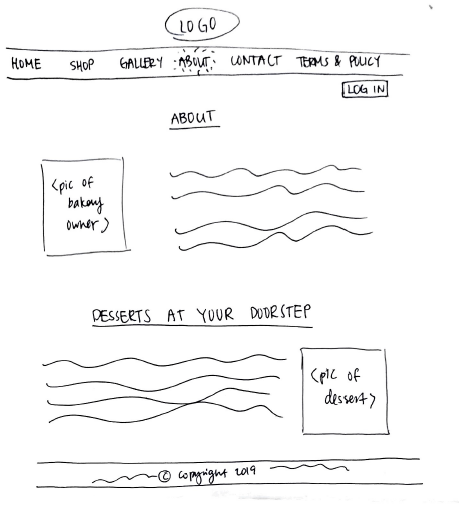 LOGO
HOME SHOP GALLERY ABOUT CONTACT TERMS & POLICY
LOG IN
ABOUT
<pic of
bakery
owner>
DESSERTS AT YOUR DOORSTEP
<pic of
dessert>
© copyright 2019